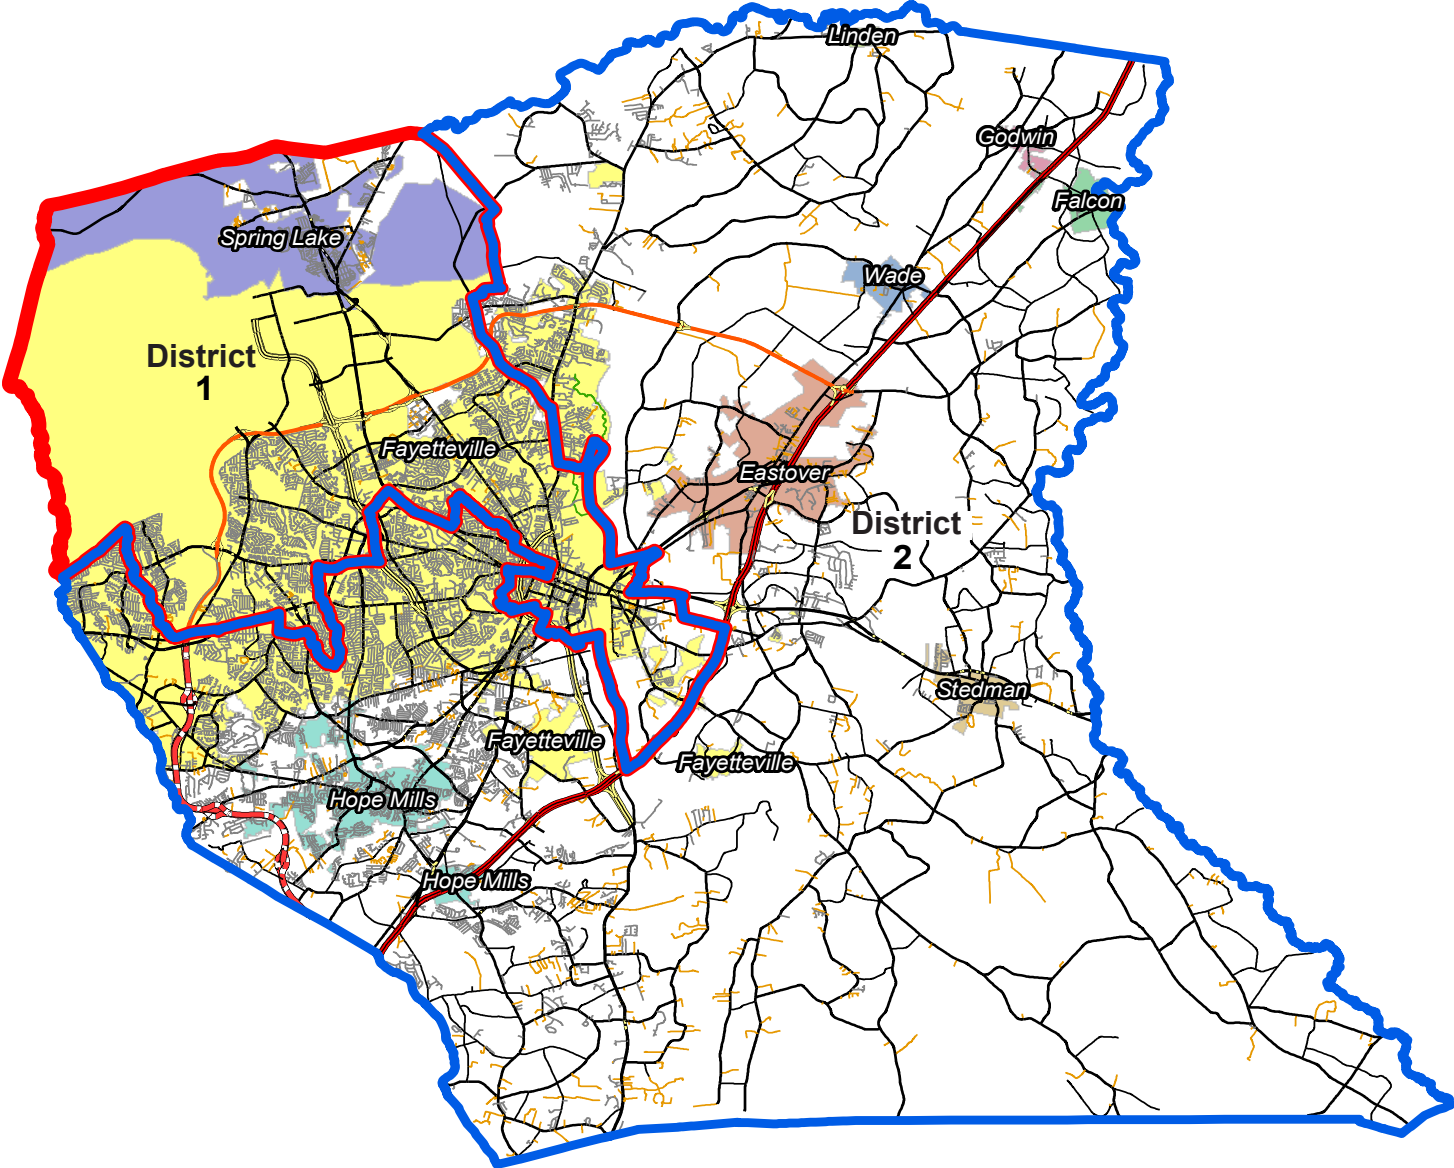 Linden
Godwin
Falcon
Spring Lake
Wade
District
1
Fayetteville
Eastover
District
2
Stedman
Fayetteville
Fayetteville
Hope Mills
Hope Mills